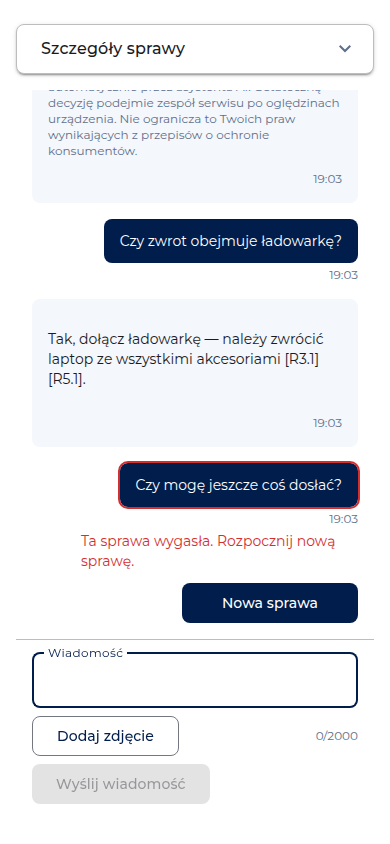 Szczegóły sprawy
decyzję podejmie zespół serwisu po oględzinach
urządzenia. Nie ogranicza to Twoich praw
wynikających z przepisów o ochronie
konsumentów.
19:03
Czy zwrot obejmuje ładowarkę?
19:03
Tak, dołącz ładowarkę — należy zwrócić
laptop ze wszystkimi akcesoriami [R3.1]
[R5.1].
19:03
Czy mogę jeszcze coś dosłać?
19:03
Ta sprawa wygasła. Rozpocznij nową
sprawę.
Nowa sprawa
Wiadomość
Dodaj zdjęcie
0/2000
Wyślij wiadomość